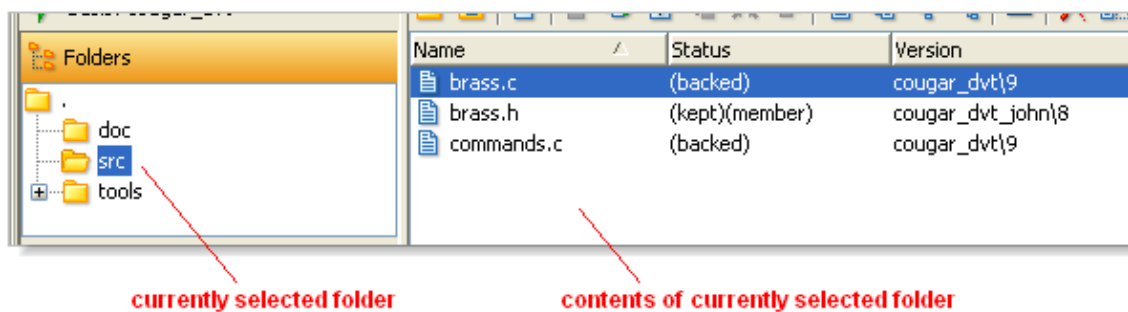 Folders
.
doc
src
tools
Name Status Version
brass.c (backed) cougar_dvt\9
brass.h (kept)(member) cougar_dvt_john\8
commands.c (backed) cougar_dvt\9
currently selected folder
contents of currently selected folder